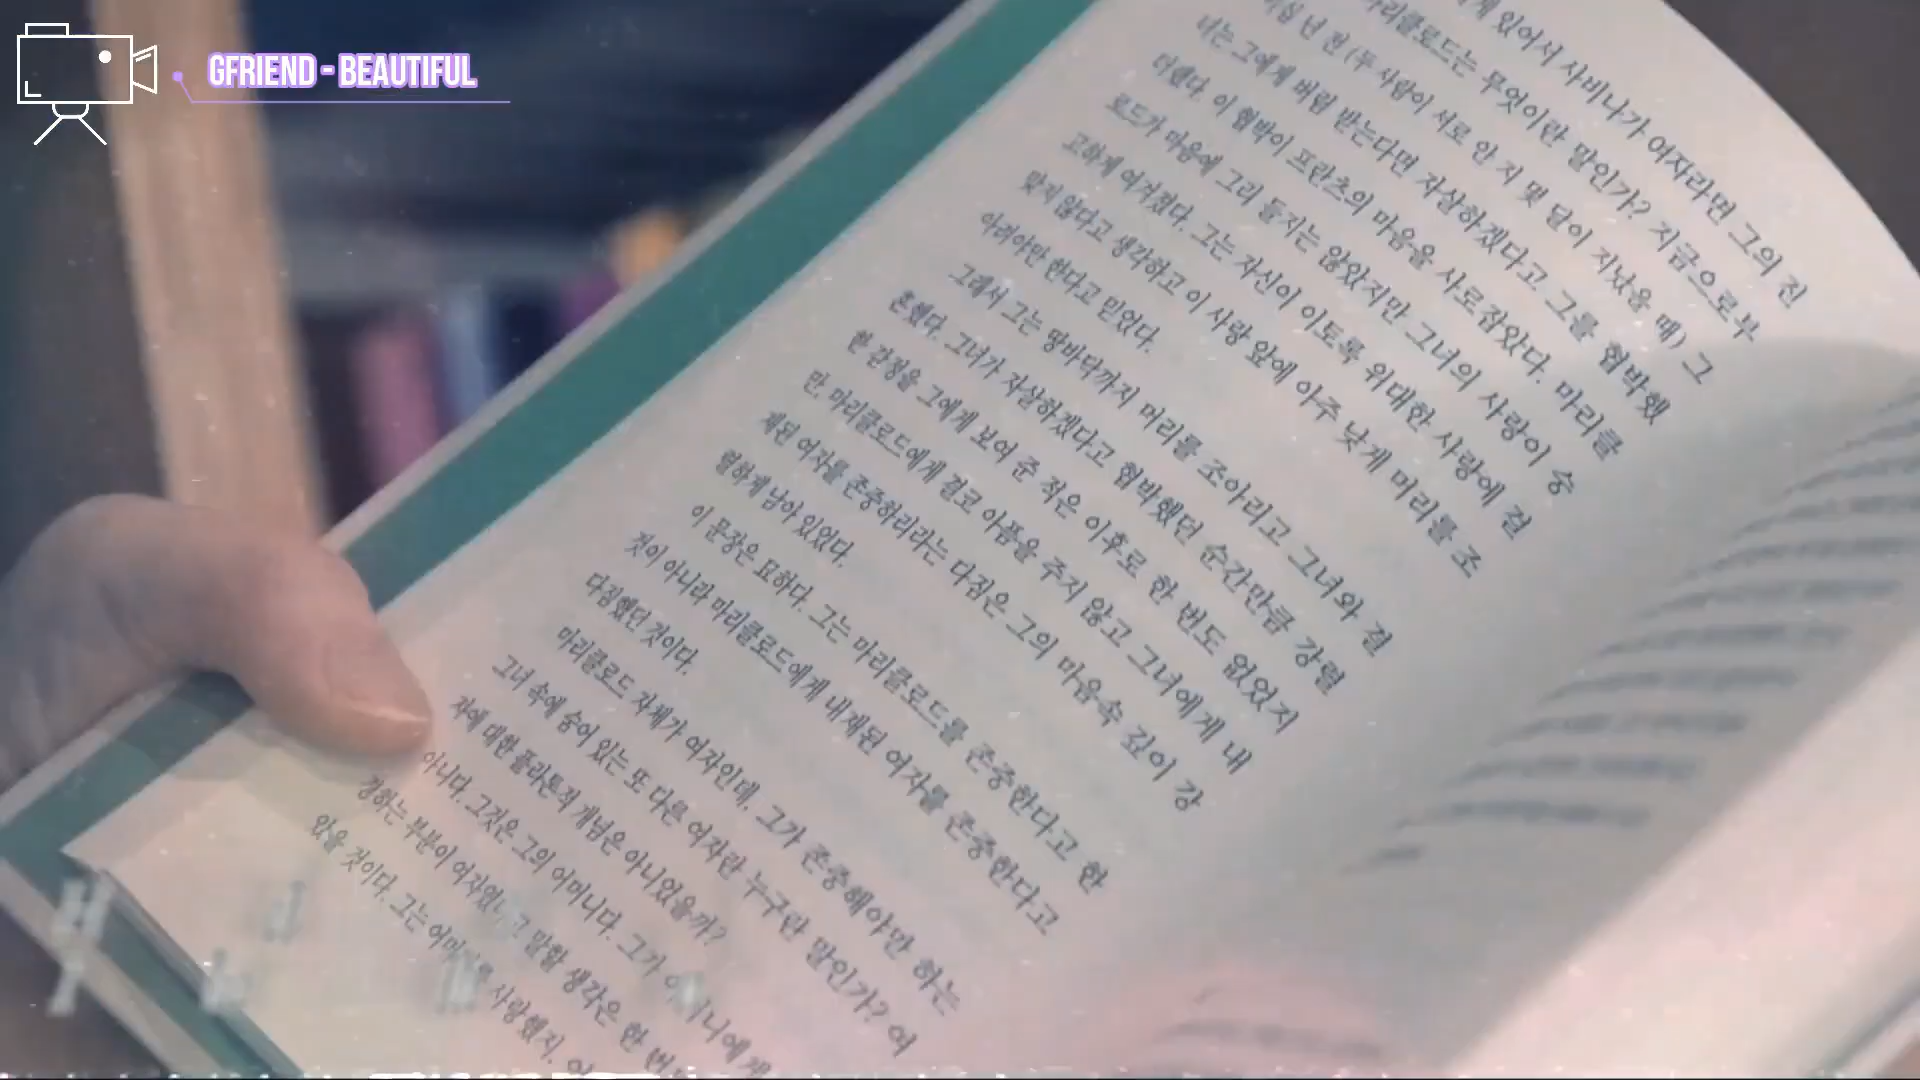 GFRIEND - BEAUTIFUL
게 있어서 사비나가 여자라면 그의 진
마리클로드는 무엇이란 말인가? 지금으로부
이십 년 전 (두 사람이 서로 안 지 몇 달이 지났을 때) 그
녀는 그에게 버림 받는다면 자살하겠다고 그를 협박했
더랬다. 이 협박이 프란츠의 마음을 사로잡았다. 마리클
로드가 마음에 그리 들지는 않았지만 그녀의 사랑이 숭
고하게 여겨졌다. 그는 자신이 이토록 위대한 사랑에 걸
맞지 않다고 생각하고 이 사랑 앞에 아주 낮게 머리를 조
아려야만 한다고 믿었다.
그래서 그는 땅바닥까지 머리를 조아리고 그녀와 결
혼했다. 그녀가 자살하겠다고 협박했던 순간만큼 강렬
한 감정을 그에게 보여 준 적은 이후로 한 번도 없었지
만, 마리클로드에게 결코 아픔을 주지 않고 그녀에게 내
재된 여자를 존중하리라는 다짐은 그의 마음속 깊이 강
렬하게 남아 있었다.
이 문장은 묘하다. 그는 마리클로드를 존중한다고 한
것이 아니라 마리클로드에게 내재된 여자를 존중한다고
다짐했던 것이다.
마리클로드 자체가 여자인데, 그가 존중해야만 하는
그녀 속에 숨어 있는 또 다른 여자란 누구란 말인가? 여
자에 대한 플라톤적 개념은 아니었을까?
아니다. 그것은 그의 어머니다. 그가
경하는 부분이 여자였다고 말할 생각은 한 번
았을 것이다. 그는 어머니를 사랑했지,